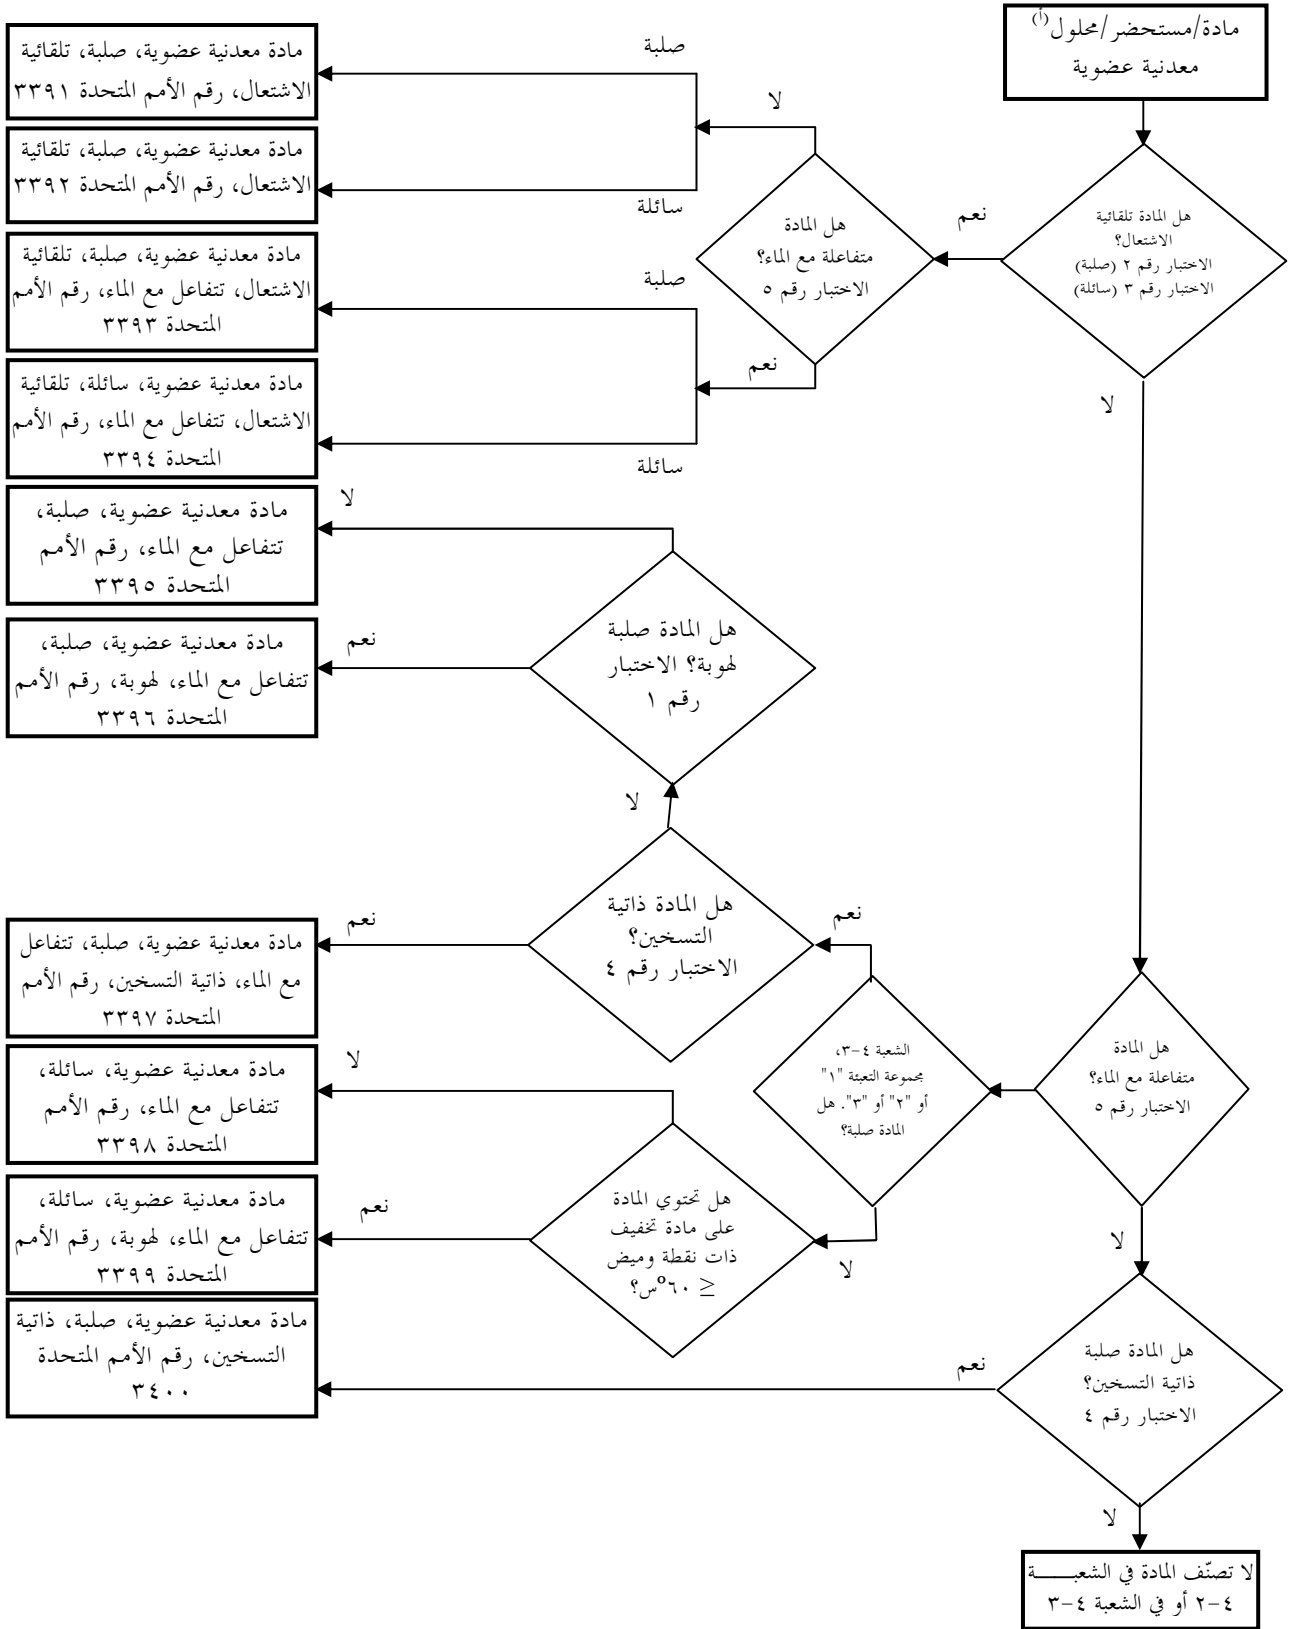 مادة/مستحضر/محلول(أ)
معدنية عضوية
هل المادة تلقائية
الاشتعال؟
الاختبار رقم ٢ (صلبة)
الاختبار رقم ٣ (سائلة)
نعم
لا
هل المادة
متفاعلة مع الماء؟
الاختبار رقم ٥
لا
نعم
صلبة
سائلة
صلبة
سائلة
مادة معدنية عضوية، صلبة، تلقائية
الاشتعال، رقم الأمم المتحدة ٣٣٩١
مادة معدنية عضوية، صلبة، تلقائية
الاشتعال، رقم الأمم المتحدة ٣٣٩٢
مادة معدنية عضوية، صلبة، تلقائية
الاشتعال، تتفاعل مع الماء، رقم الأمم
المتحدة ٣٣٩٣
مادة معدنية عضوية، سائلة، تلقائية
الاشتعال، تتفاعل مع الماء، رقم الأمم
المتحدة ٣٣٩٤
لا
مادة معدنية عضوية، صلبة،
تتفاعل مع الماء، رقم الأمم
المتحدة ٣٣٩٥
هل المادة صلبة
لهوبة؟ الاختبار
رقم ١
نعم
مادة معدنية عضوية، صلبة،
تتفاعل مع الماء، لهوبة، رقم الأمم
المتحدة ٣٣٩٦
لا
هل المادة ذاتية
التسخين؟
الاختبار رقم ٤
نعم
نعم
مادة معدنية عضوية، صلبة، تتفاعل
مع الماء، ذاتية التسخين، رقم الأمم
المتحدة ٣٣٩٧
هل المادة
متفاعلة مع الماء؟
الاختبار رقم ٥
الشعبة ٤-٣،
مجموعة التعبئة "١"
أو "٢" أو "٣". هل
المادة صلبة؟
لا
مادة معدنية عضوية، سائلة،
تتفاعل مع الماء، رقم الأمم
المتحدة ٣٣٩٨
هل تحتوي المادة
على مادة تخفيف
ذات نقطة وميض
≤ ٦٠°س؟
لا
لا
نعم
مادة معدنية عضوية، سائلة،
تتفاعل مع الماء، لهوبة، رقم الأمم
المتحدة ٣٣٩٩
هل المادة صلبة
ذاتية التسخين؟
الاختبار رقم ٤
نعم
مادة معدنية عضوية، صلبة، ذاتية
التسخين، رقم الأمم المتحدة
٣٤٠٠
لا
لا تصنّف المادة في الشعبـــــة
٤-٢ أو في الشعبة ٤-٣